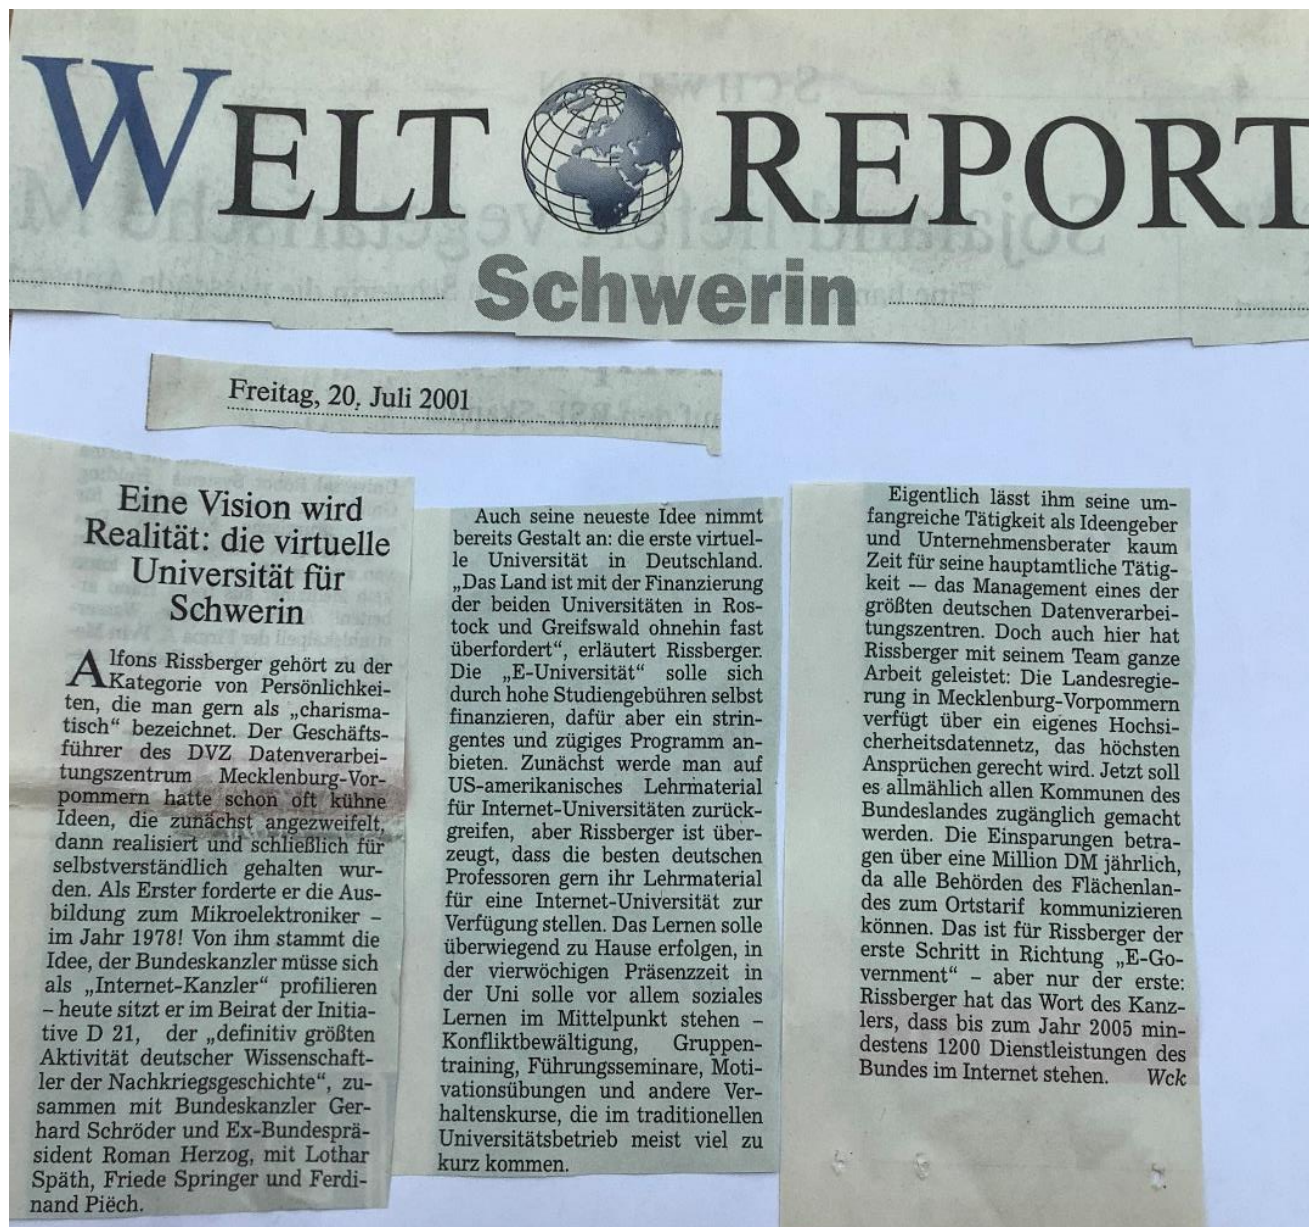 WELT REPORT
Schwerin
Freitag, 20. Juli 2001
Eine Vision wird
Realität: die virtuelle
Universität für
Schwerin
Alfons Rissberger gehört zu der
Kategorie von Persönlichkei-
ten, die man gern als „charisma-
tisch“ bezeichnet. Der Geschäfts-
führer des DVZ Datenverarbei-
tungszentrum Mecklenburg-Vor-
pommern hatte schon oft kühne
Ideen, die zunächst angezweifelt,
dann realisiert und schließlich für
selbstverständlich gehalten wur-
den. Als Erster forderte er die Aus-
bildung zum Mikroelektroniker –
im Jahr 1978! Von ihm stammt die
Idee, der Bundeskanzler müsse sich
als „Internet-Kanzler“ profilieren
– heute sitzt er im Beirat der Initia-
tive D 21, der „definitiv größten
Aktivität deutscher Wissenschaft-
ler der Nachkriegsgeschichte“, zu-
sammen mit Bundeskanzler Ger-
hard Schröder und Ex-Bundesprä-
sident Roman Herzog, mit Lothar
Späth, Friede Springer und Ferdi-
nand Piëch.
Auch seine neueste Idee nimmt
bereits Gestalt an: die erste virtuel-
le Universität in Deutschland.
„Das Land ist mit der Finanzierung
der beiden Universitäten in Ros-
tock und Greifswald ohnehin fast
überfordert“, erläutert Rissberger.
Die „E-Universität“ solle sich
durch hohe Studiengebühren selbst
finanzieren, dafür aber ein strin-
gentes und zügiges Programm an-
bieten. Zunächst werde man auf
US-amerikanisches Lehrmaterial
für Internet-Universitäten zurück-
greifen, aber Rissberger ist über-
zeugt, dass die besten deutschen
Professoren gern ihr Lehrmaterial
für eine Internet-Universität zur
Verfügung stellen. Das Lernen solle
überwiegend zu Hause erfolgen, in
der vierwöchigen Präsenzzeit in
der Uni solle vor allem soziales
Lernen im Mittelpunkt stehen –
Konfliktbewältigung, Gruppen-
training, Führungsseminare, Moti-
vationsübungen und andere Ver-
haltenskurse, die im traditionellen
Universitätsbetrieb meist viel zu
kurz kommen.
Eigentlich lässt ihm seine um-
fangreiche Tätigkeit als Ideengeber
und Unternehmensberater kaum
Zeit für seine hauptamtliche Tätig-
keit — das Management eines der
größten deutschen Datenverarbei-
tungszentren. Doch auch hier hat
Rissberger mit seinem Team ganze
Arbeit geleistet: Die Landesregie-
rung in Mecklenburg-Vorpommern
verfügt über ein eigenes Hochsi-
cherheitsdatennetz, das höchsten
Ansprüchen gerecht wird. Jetzt soll
es allmählich allen Kommunen des
Bundeslandes zugänglich gemacht
werden. Die Einsparungen betra-
gen über eine Million DM jährlich,
da alle Behörden des Flächenlan-
des zum Ortstarif kommunizieren
können. Das ist für Rissberger der
erste Schritt in Richtung „E-Go-
vernment“ – aber nur der erste:
Rissberger hat das Wort des Kanz-
lers, dass bis zum Jahr 2005 min-
destens 1200 Dienstleistungen des
Bundes im Internet stehen. Wck